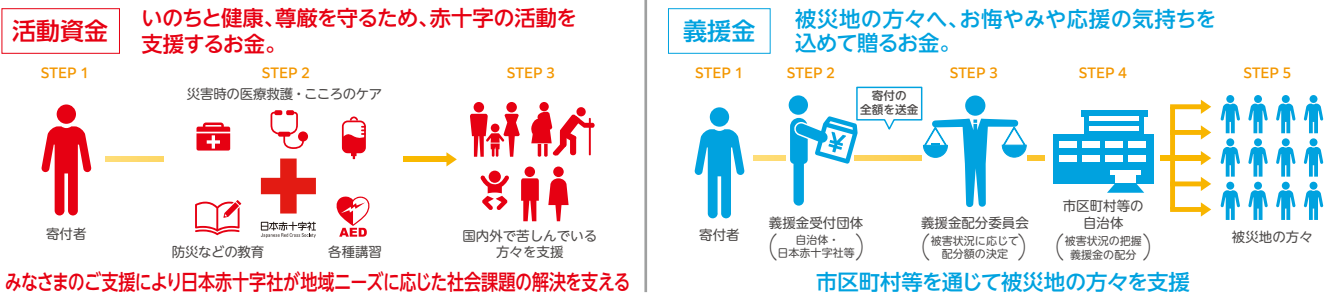 活動資金
いのちと健康、尊厳を守るため、赤十字の活動を
支援するお金。
STEP 1
STEP 2
STEP 3
災害時の医療救護・こころのケア
日本赤十字社
Japanese Red Cross Society
AED
寄付者
防災などの教育
各種講習
国内外で苦しんでいる
方々を支援
みなさまのご支援により日本赤十字社が地域ニーズに応じた社会課題の解決を支える
義援金
被災地の方々へ、お悔やみや応援の気持ちを
込めて贈るお金。
STEP 1
STEP 2
STEP 3
STEP 4
STEP 5
寄付の
全額を送金
¥
寄付者
義援金受付団体
(自治体・
日本赤十字社等)
義援金配分委員会
(被害状況に応じて
配分額の決定)
市区町村等の
自治体
(被害状況の把握
義援金の配分)
被災地の方々
市区町村等を通じて被災地の方々を支援